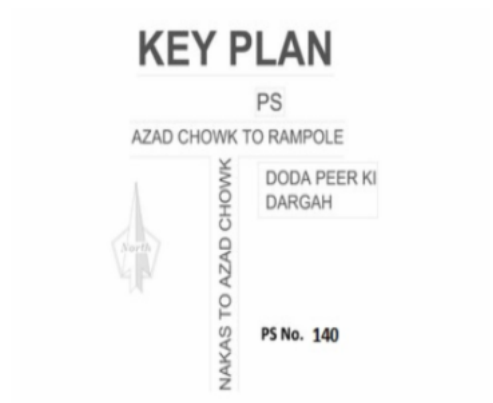 KEY PLAN
PS
AZAD CHOWK TO RAMPOLE
DODA PEER KI
DARGAH
NAKAS TO AZAD CHOWK
North
PS No. 140